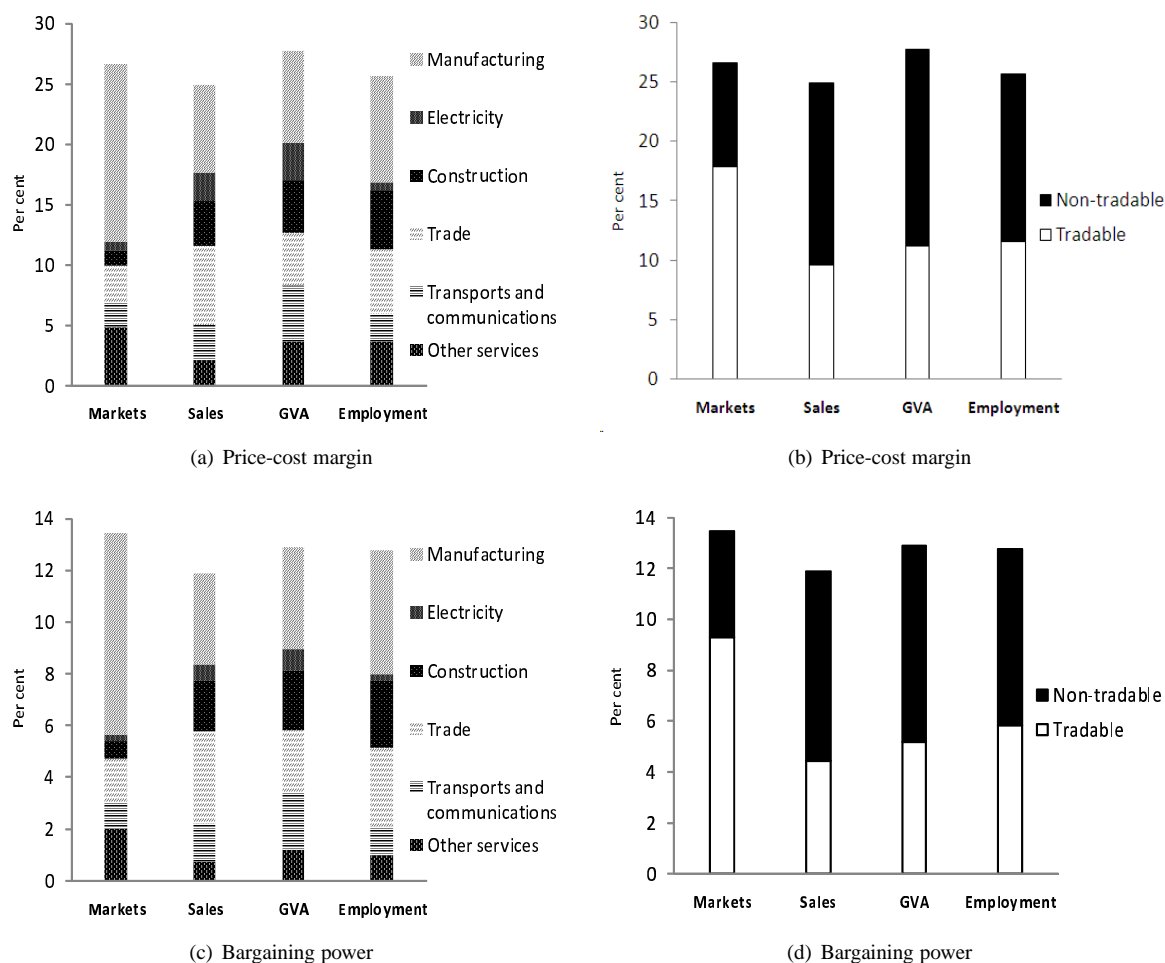 30
25
20
15
10
5
0
Per cent
Markets
Sales
GVA
Employment
Manufacturing
Electricity
Construction
Trade
Transports and
communications
Other services
(a) Price-cost margin
30
25
20
15
10
5
0
Per cent
Markets
Sales
GVA
Employment
Non-tradable
Tradable
(b) Price-cost margin
14
12
10
8
6
4
2
0
Per cent
Markets
Sales
GVA
Employment
Manufacturing
Electricity
Construction
Trade
Transports and
communications
Other services
(c) Bargaining power
14
12
10
8
6
4
2
0
Per cent
Markets
Sales
GVA
Employment
Non-tradable
Tradable
(d) Bargaining power